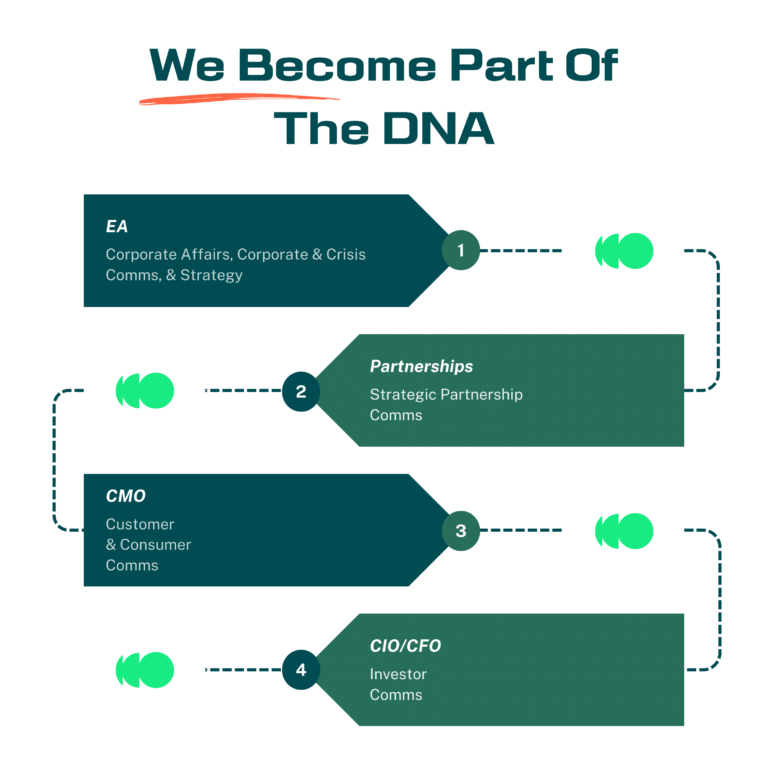 We Become Part Of
The DNA
EA
Corporate Affairs, Corporate & Crisis
Comms, & Strategy
1
Partnerships
Strategic Partnership
Comms
2
CMO
Customer
& Consumer
Comms
3
CIO/CFO
Investor
Comms
4